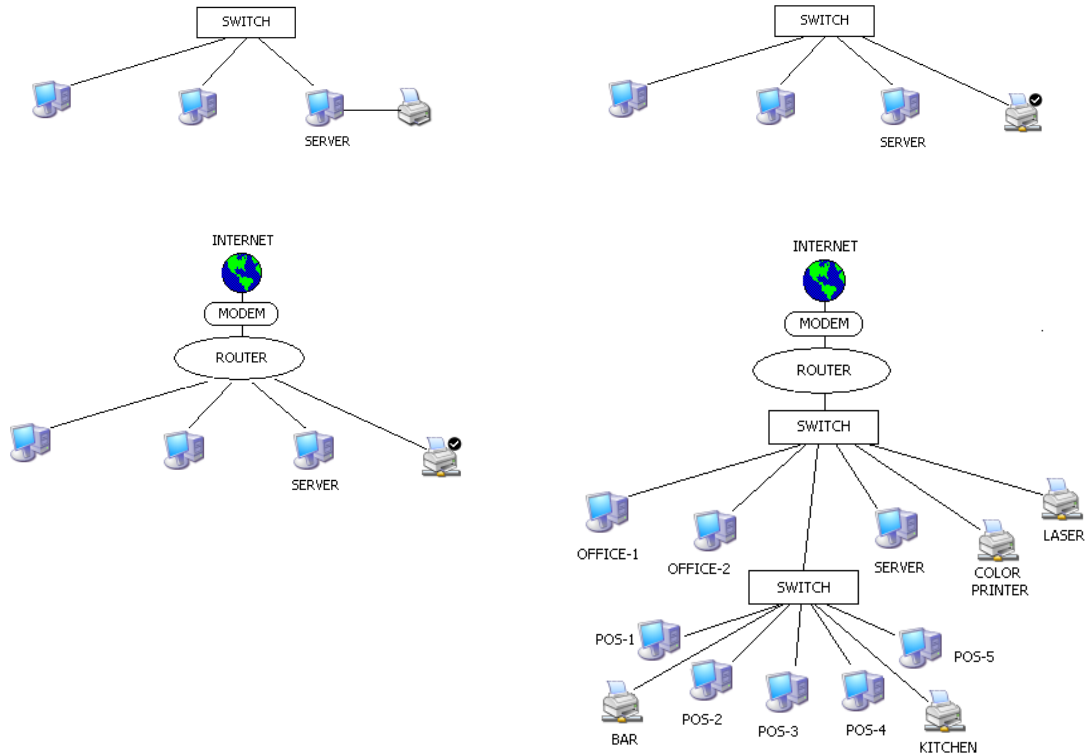 SWITCH
SERVER
SWITCH
SERVER
INTERNET
MODEM
ROUTER
SERVER
INTERNET
MODEM
ROUTER
SWITCH
OFFICE-1
OFFICE-2
SERVER
COLOR
PRINTER
LASER
SWITCH
POS-1
BAR
POS-2
POS-3
POS-4
KITCHEN
POS-5